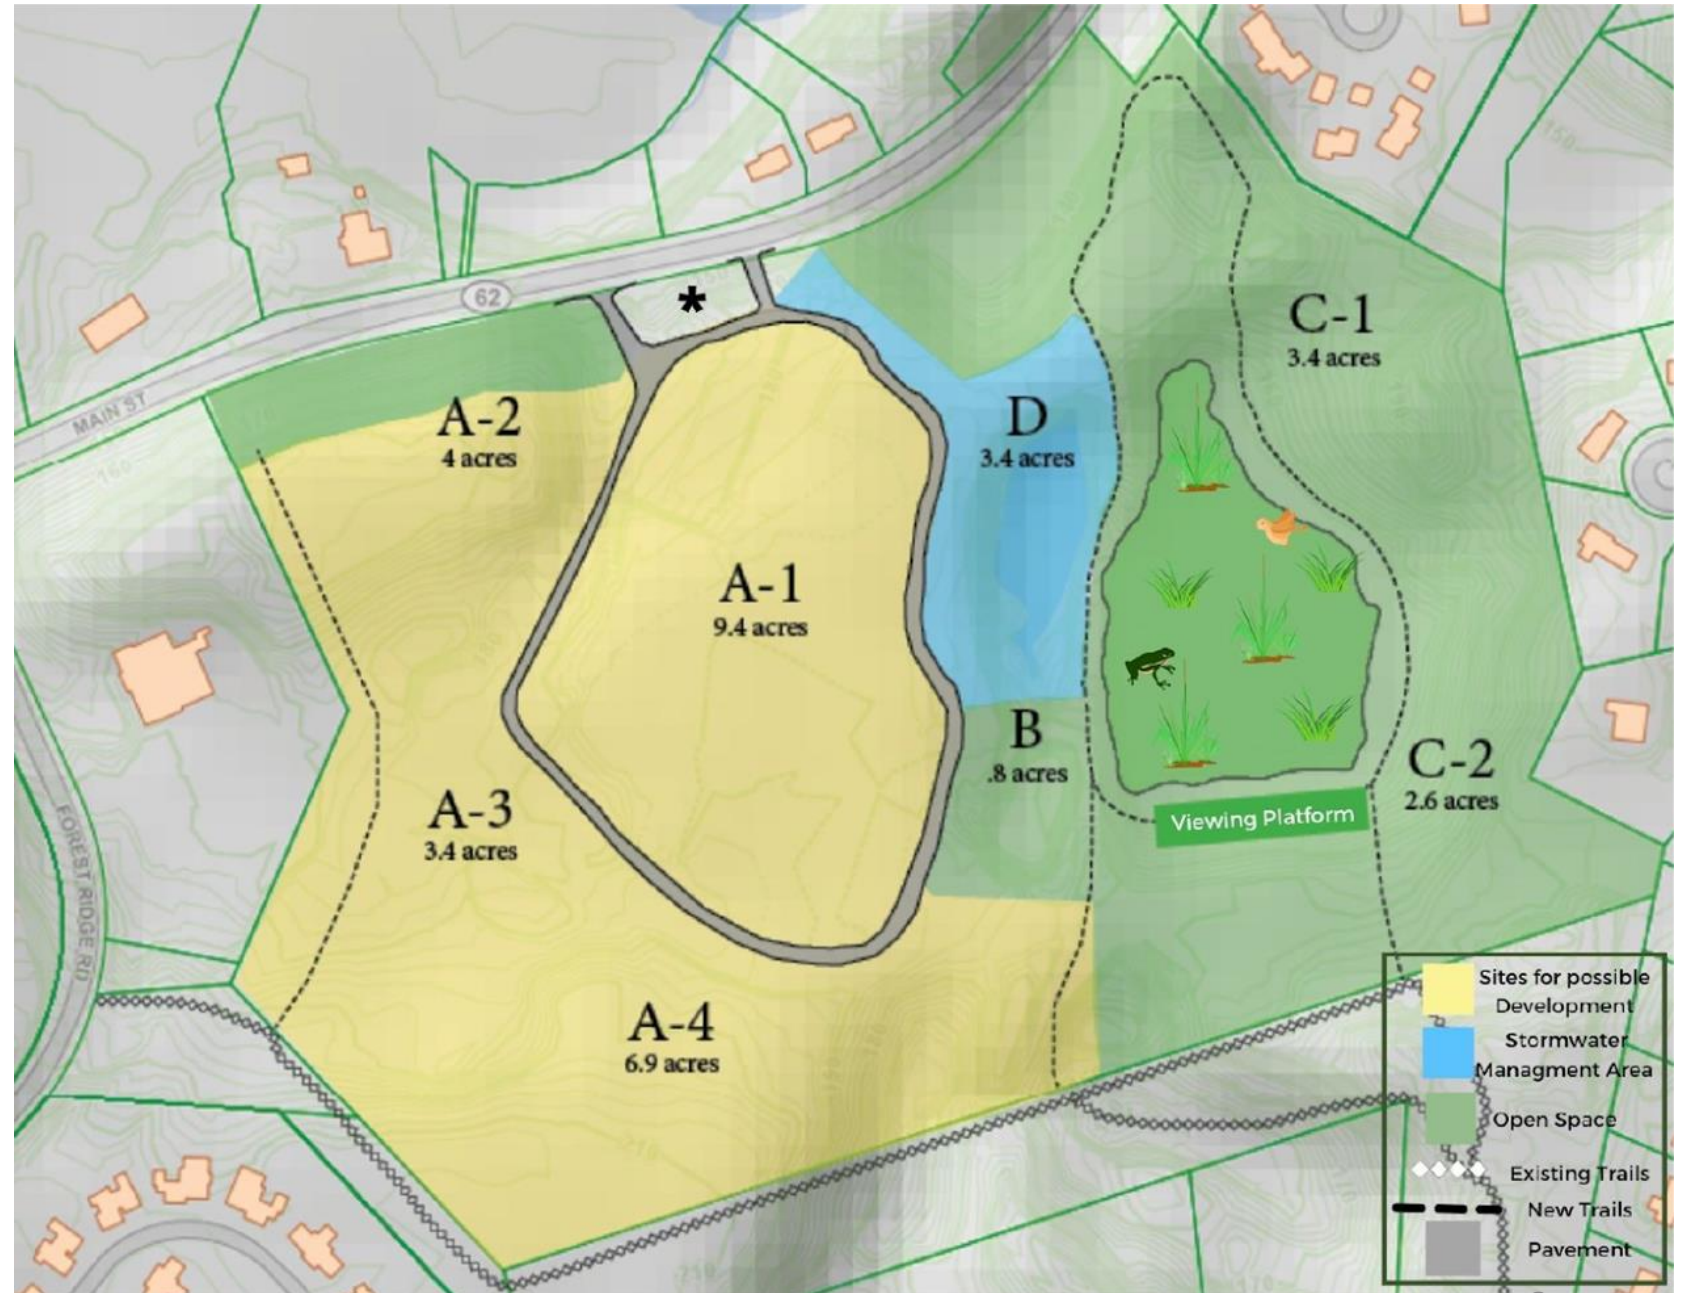 62
*
MAIN ST
160
C-1
3.4 acres
A-2
4 acres
D
3.4 acres
A-1
9.4 acres
B
.8 acres
C-2
2.6 acres
Viewing Platform
A-3
3.4 acres
FOREST RIDGE RD
A-4
6.9 acres
210
Sites for possible
Development
Stormwater
Managment Area
Open Space
Existing Trails
New Trails
Pavement